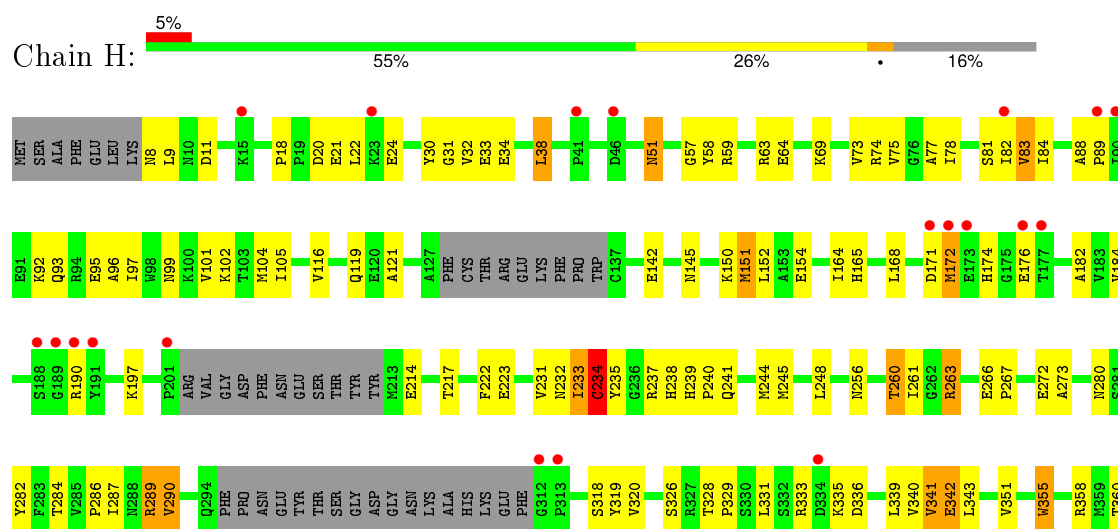 5%
Chain H:
55% 26% • 16%
MET SER ALA PHE GLU LEU LYS N8 L9 N10 D11 K15 P18 P19 D20 E21 L22 K23 E24 Y30 G31 V32 E33 E34 L38 P41 D46 N51 G57 Y58 R59 R63 E64 K69 V73 R74 V75 G76 A77 I78 S81 I82 V83 I84 A88 P89 I90
E91 K92 Q93 R94 E95 A96 I97 W98 N99 K100 V101 K102 T103 M104 I105 V116 Q119 E120 A121 A127 PHE CYS THR ARG GLU LYS PHE PRO TRP C137 E142 N145 K150 M151 L152 A153 E154 I164 H165 L168 D171 M172 E173 H174 G175 E176 T177 A182 V183 V184
S188 G189 R190 Y191 K197 P201 ARG VAL GLY ASP PHE ASN GLU SER THR TYR TYR M213 E214 T217 F222 E223 V231 N232 I233 C234 Y235 G236 R237 H238 H239 P240 Q241 M244 M245 L248 N256 T260 I261 G262 R263 E266 P267 E272 A273 N280 S281
Y282 F283 T284 V285 P286 I287 N288 R289 V290 Q294 PHE PRO ASN GLU TYR THR SER GLY ASP GLY ASN LYS ALA HIS LYS GLU PHE G312 P313 S318 Y319 V320 S326 R327 T328 P329 S330 L331 S332 R333 D334 K335 D336 L339 V340 V341 E342 L343 V351 W355 R358 M359 V360